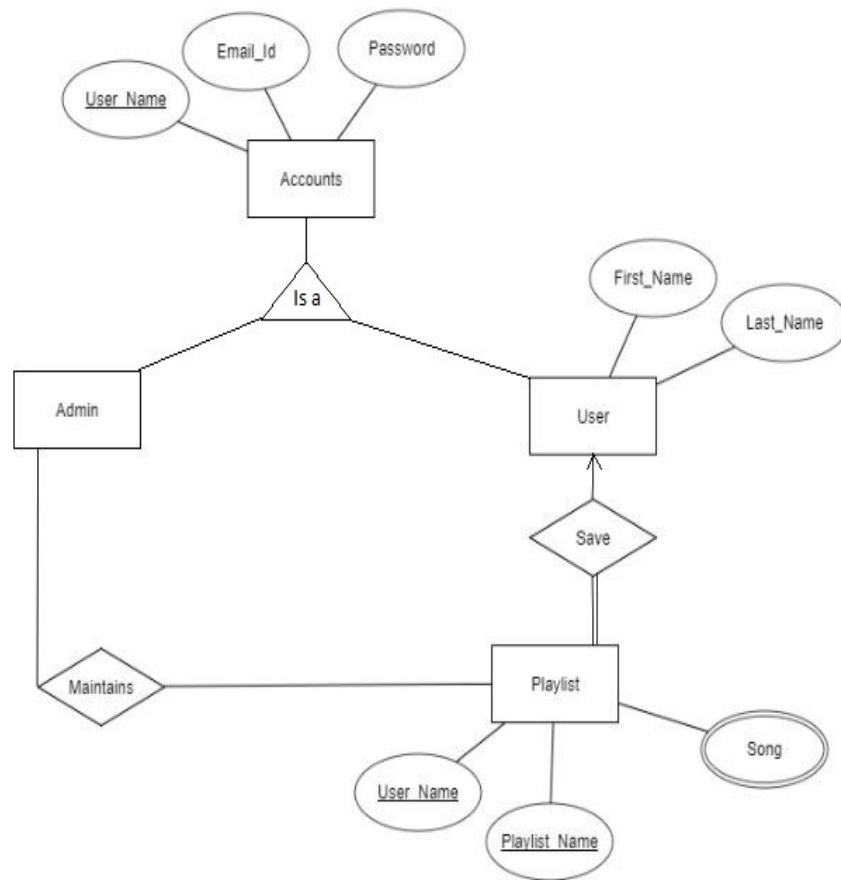 Email_Id
Password
User_Name
Accounts
Is a
First_Name
Last_Name
Admin
User
Save
Maintains
Playlist
Song
User_Name
Playlist_Name